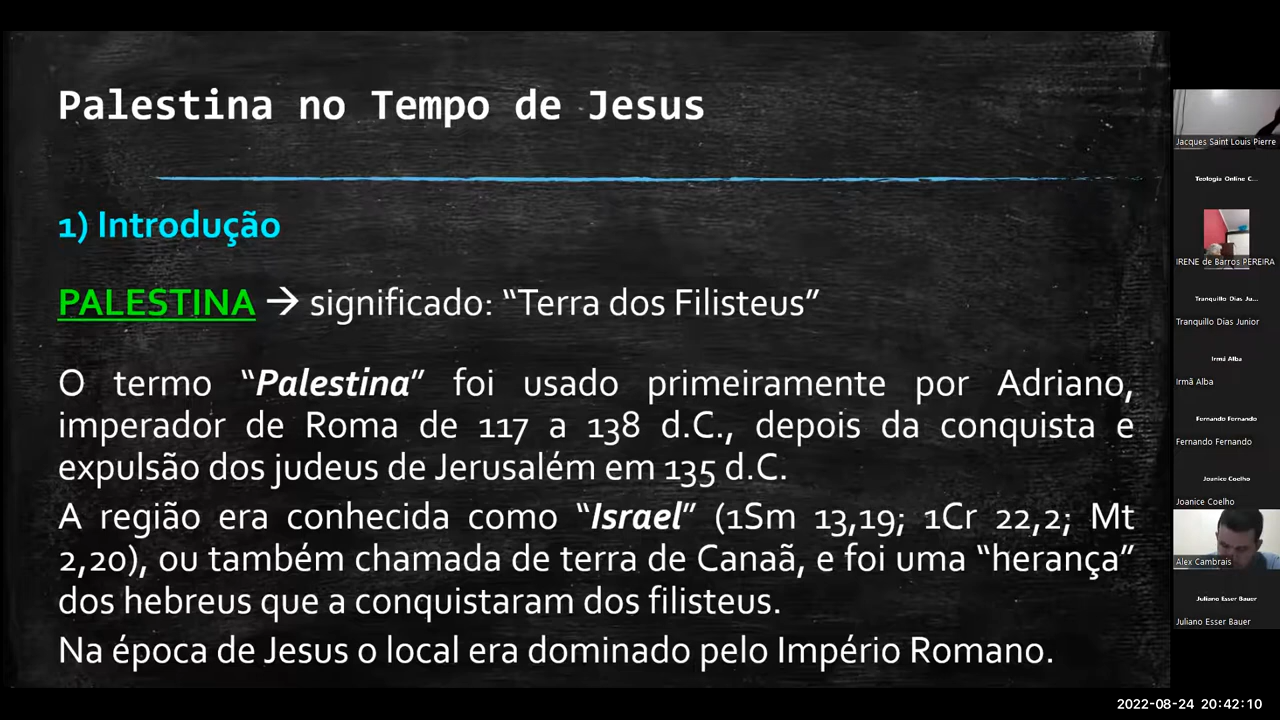 Palestina no Tempo de Jesus
1) Introdução
PALESTINA → significado: “Terra dos Filisteus”
O termo “Palestina” foi usado primeiramente por Adriano,
imperador de Roma de 117 a 138 d.C., depois da conquista e
expulsão dos judeus de Jerusalém em 135 d.C.
A região era conhecida como “Israel” (1Sm 13,19; 1Cr 22,2; Mt
2,20), ou também chamada de terra de Canaã, e foi uma “herança”
dos hebreus que a conquistaram dos filisteus.
Na época de Jesus o local era dominado pelo Império Romano.
Jacques Saint Louis Pierre
Teologia Online C...
IRENE de Barros PEREIRA
Tranquillo Dias Ju...
Tranquillo Dias Junior
Irmã Alba
Irmã Alba
Fernando Fernando
Fernando Fernando
Joanice Coelho
Joanice Coelho
Alex Cambrais
Juliano Esser Bauer
Juliano Esser Bauer
2022-08-24 20:42:10